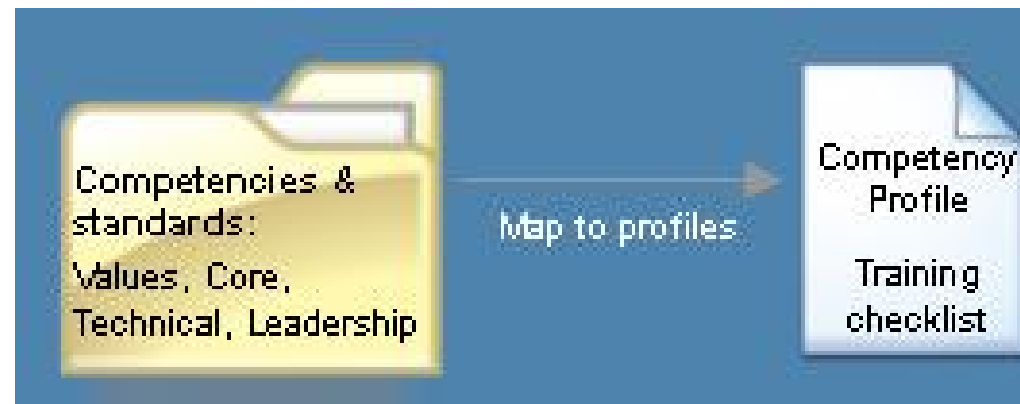 Competencies &
standards:
Values, Core,
Technical, Leadership
Map to profiles
Competency
Profile
Training
checklist